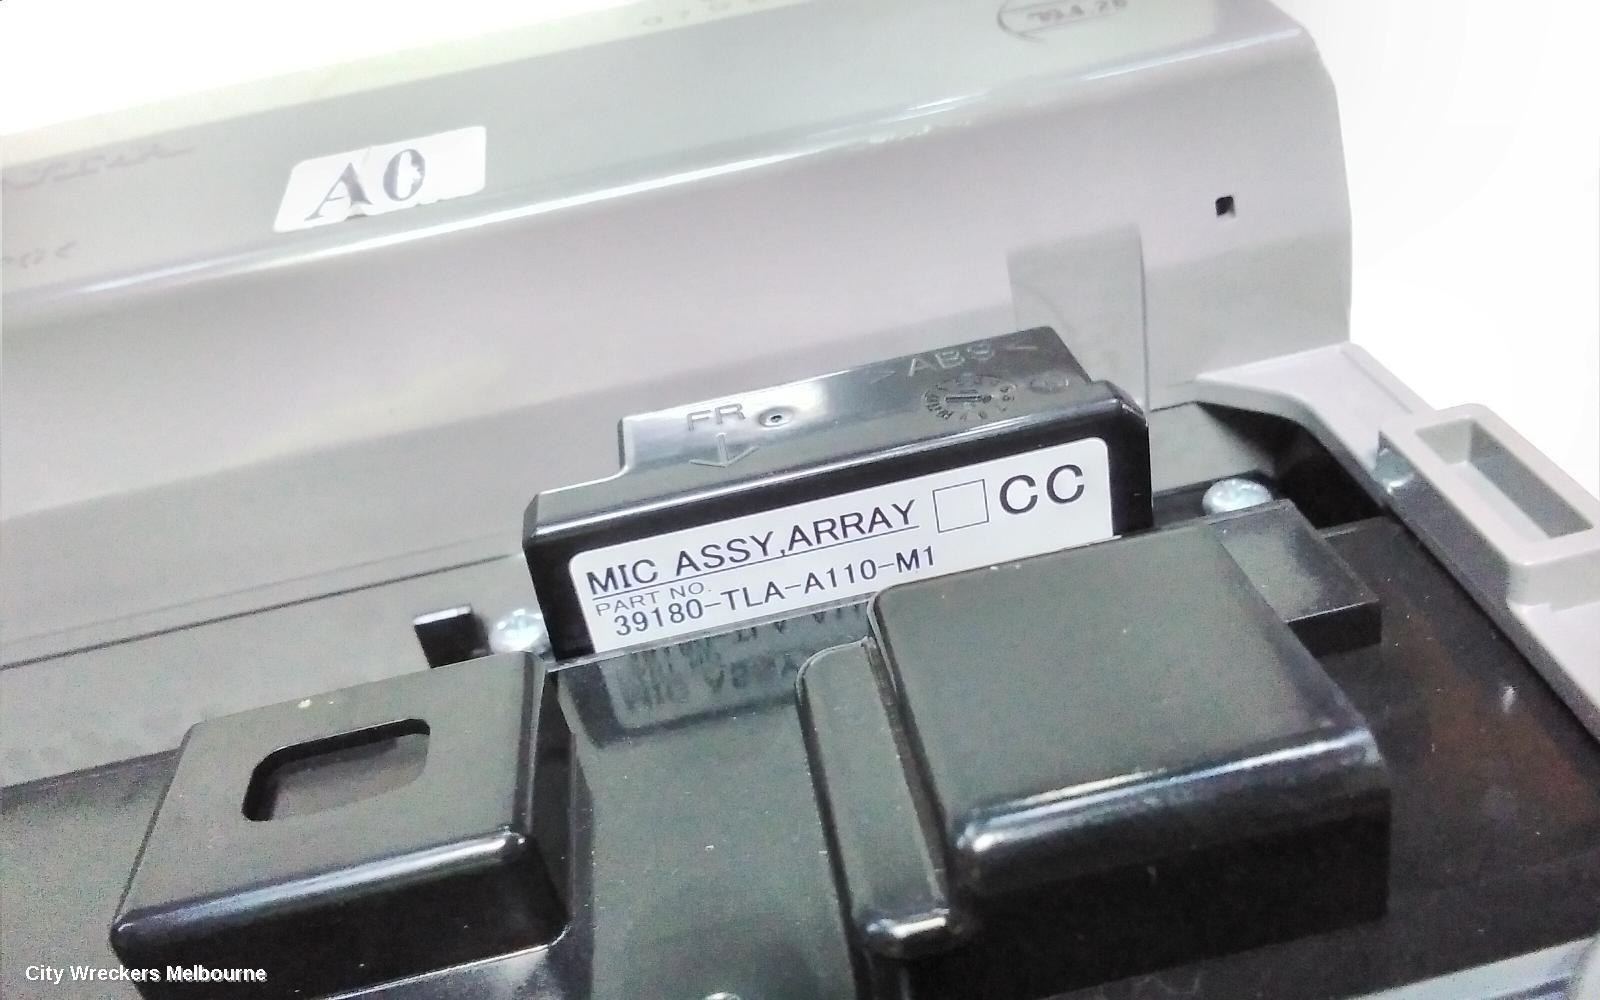 A0
>ABS<
FR
MIC ASSY,ARRAY □ CC
PART NO.
39180-TLA-A110-M1
City Wreckers Melbourne